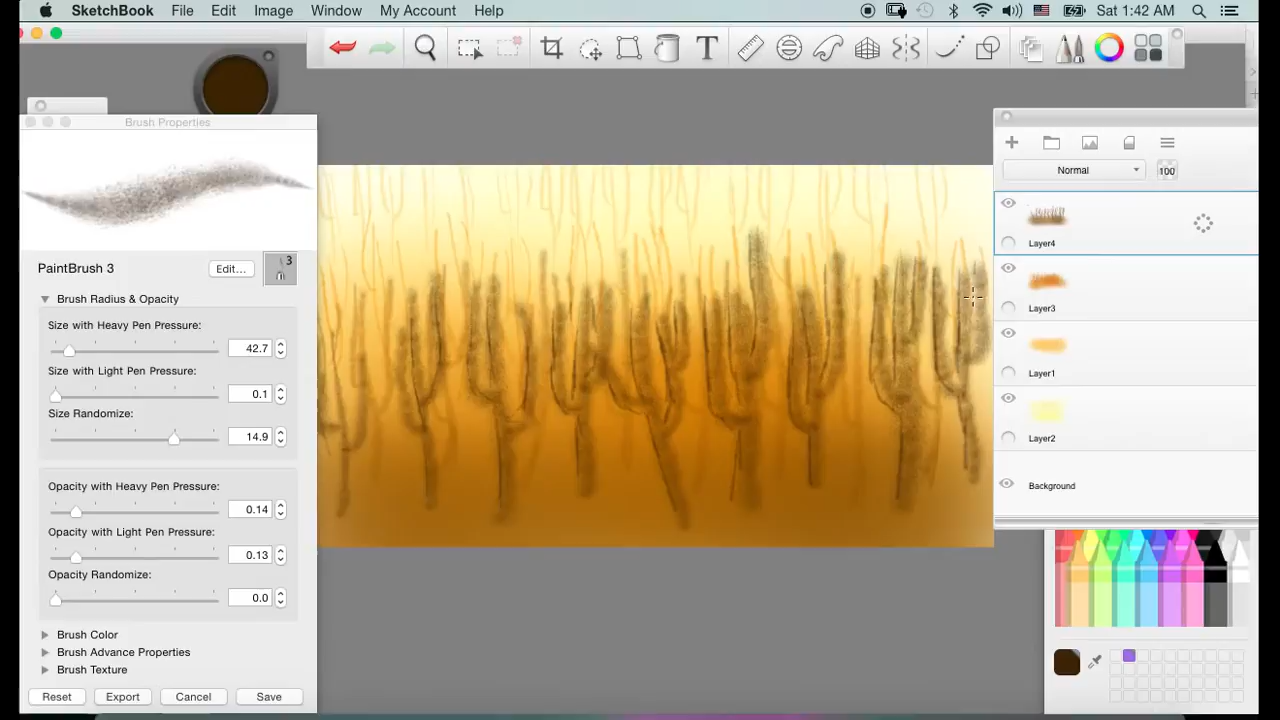 SketchBook File Edit Image Window My Account Help Sat 1:42 AM
T
Brush Properties
Normal 100
PaintBrush 3 Edit... 3
Layer4
Brush Radius & Opacity
Size with Heavy Pen Pressure:
42.7
Layer3
Size with Light Pen Pressure:
0.1
Layer1
Size Randomize:
14.9
Layer2
Opacity with Heavy Pen Pressure:
0.14
Background
Opacity with Light Pen Pressure:
0.13
Opacity Randomize:
0.0
Brush Color
Brush Advance Properties
Brush Texture
Reset Export Cancel Save